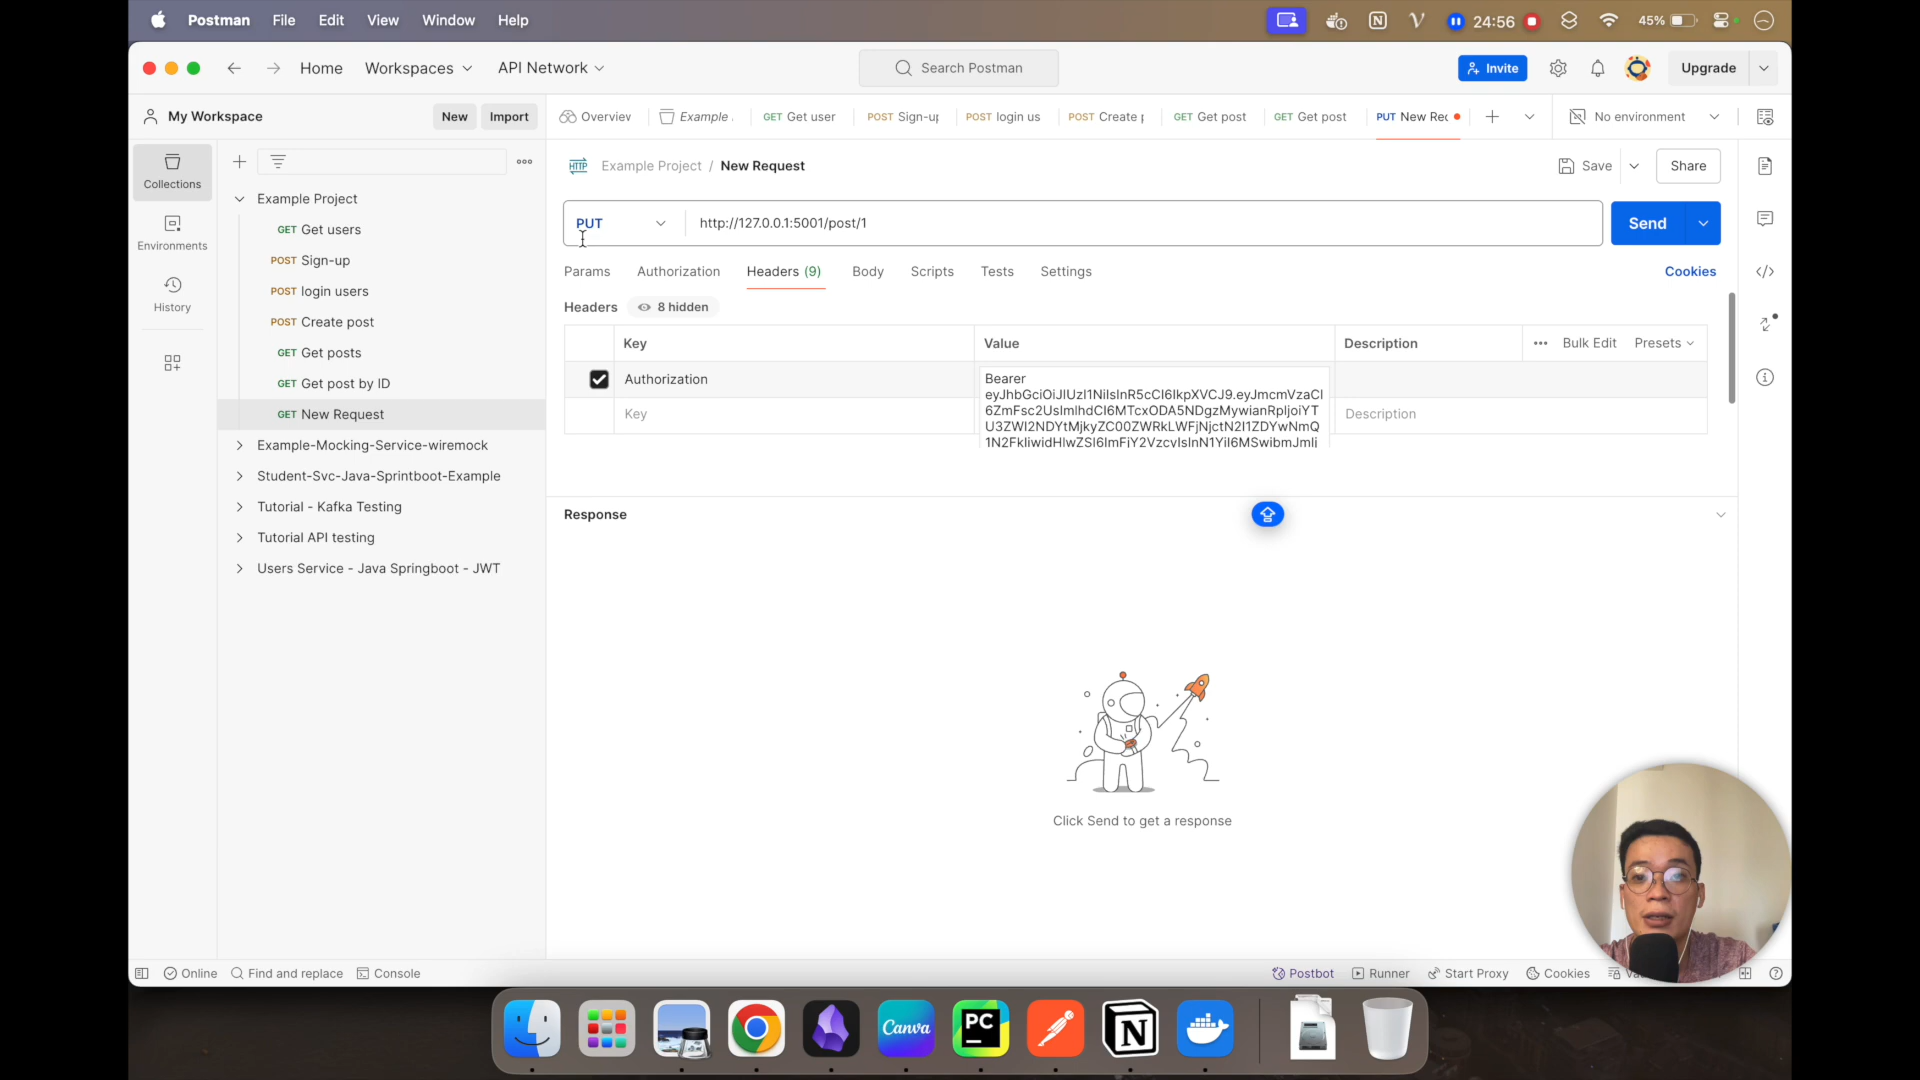 Postman File Edit View Window Help
24:56
45%
Home Workspaces API Network
Search Postman
Invite
Upgrade
My Workspace
New Import
Overview
Example
GET Get user
POST Sign-up
POST login us
POST Create p
GET Get post
GET Get post
PUT New Rec
No environment
Collections
Environments
History
Example Project
GET Get users
POST Sign-up
POST login users
POST Create post
GET Get posts
GET Get post by ID
GET New Request
Example-Mocking-Service-wiremock
Student-Svc-Java-Sprintboot-Example
Tutorial - Kafka Testing
Tutorial API testing
Users Service - Java Springboot - JWT
HTTP Example Project / New Request
Save
Share
PUT http://127.0.0.1:5001/post/1
Send
Params Authorization Headers (9) Body Scripts Tests Settings
Cookies
Headers 8 hidden
Key Value Description Bulk Edit Presets
Authorization
Bearer
Key
Description
Response
Click Send to get a response
Online Find and replace Console
Postbot Runner Start Proxy Cookies
Canva
PC
N